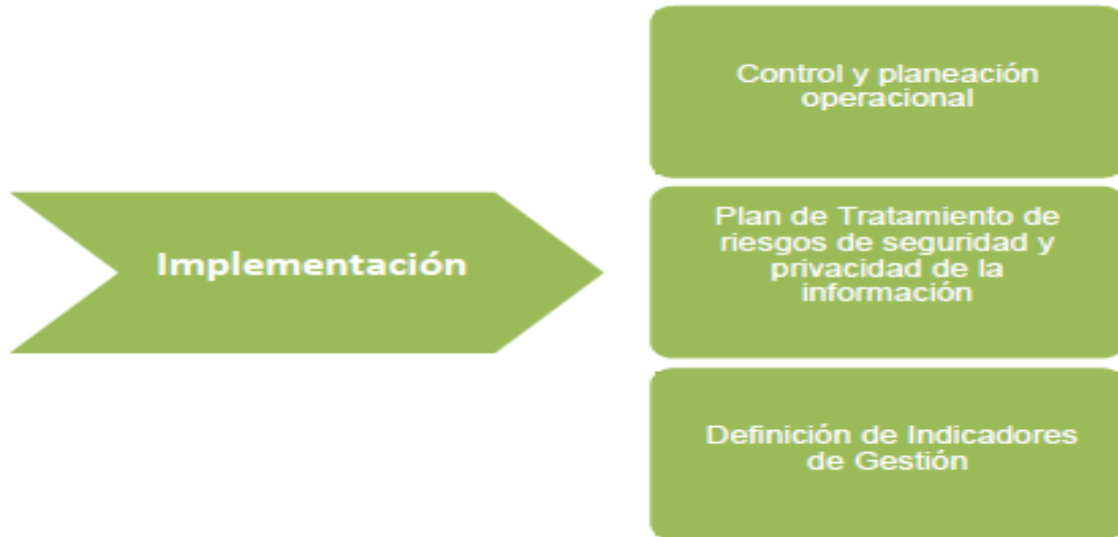 Implementación
Control y planeación
operacional
Plan de Tratamiento de
riesgos de seguridad y
privacidad de la
información
Definición de Indicadores
de Gestión